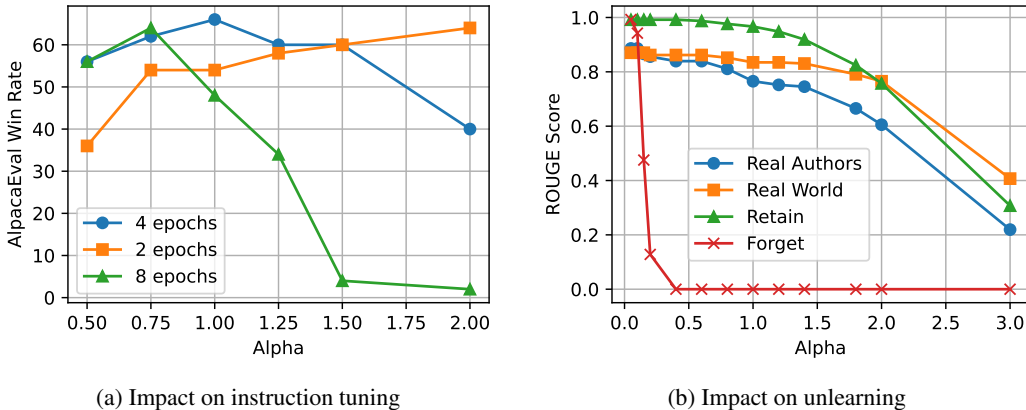 AlpacaEval Win Rate
60
50
40
30
20
10
0
4 epochs
2 epochs
8 epochs
0.50 0.75 1.00 1.25 1.50 1.75 2.00
Alpha
(a) Impact on instruction tuning
ROUGE Score
1.0
0.8
0.6
0.4
0.2
0.0
Real Authors
Real World
Retain
Forget
0.0 0.5 1.0 1.5 2.0 2.5 3.0
Alpha
(b) Impact on unlearning